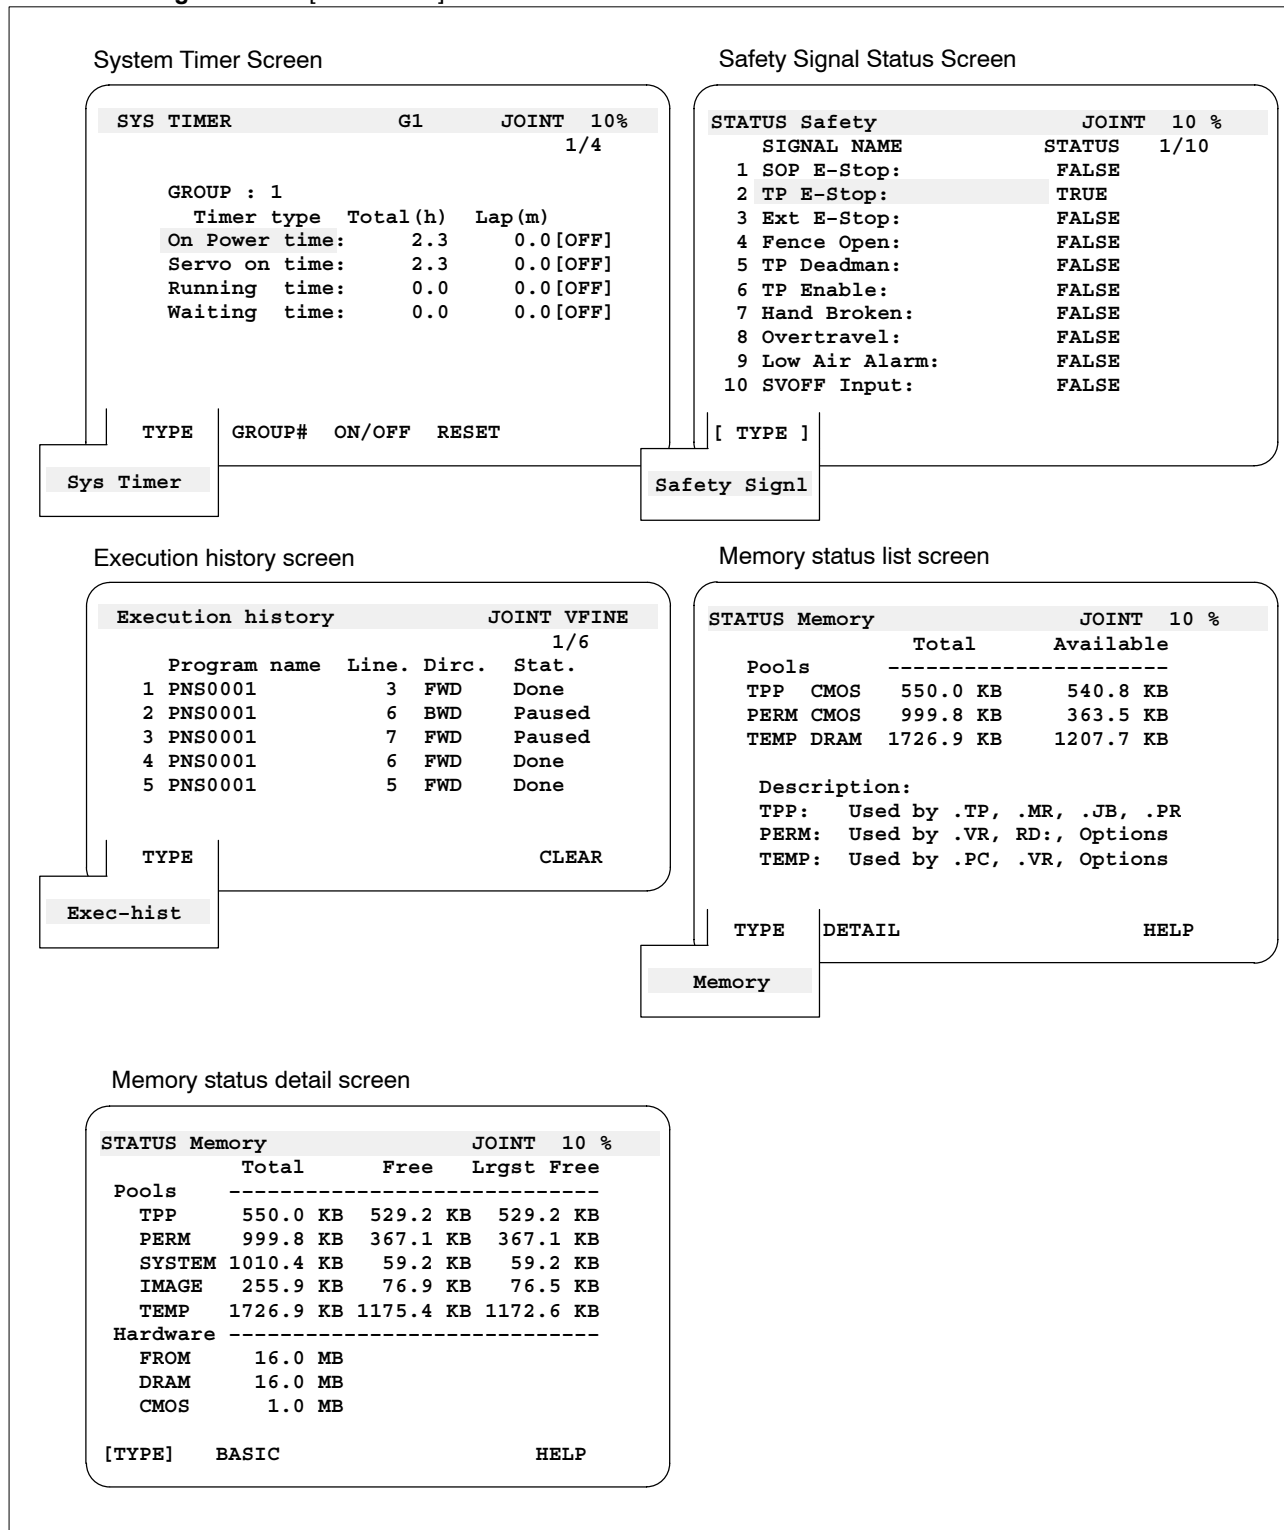 System Timer Screen
SYS TIMER G1 JOINT 10%
1/4
GROUP : 1
Timer type Total(h) Lap(m)
On Power time: 2.3 0.0[OFF]
Servo on time: 2.3 0.0[OFF]
Running time: 0.0 0.0[OFF]
Waiting time: 0.0 0.0[OFF]
TYPE GROUP# ON/OFF RESET
Sys Timer
Safety Signal Status Screen
STATUS Safety JOINT 10 %
SIGNAL NAME STATUS 1/10
1 SOP E-Stop: FALSE
2 TP E-Stop: TRUE
3 Ext E-Stop: FALSE
4 Fence Open: FALSE
5 TP Deadman: FALSE
6 TP Enable: FALSE
7 Hand Broken: FALSE
8 Overtravel: FALSE
9 Low Air Alarm: FALSE
10 SVOFF Input: FALSE
[ TYPE ]
Safety Signl
Execution history screen
Execution history JOINT VFINE
1/6
Program name Line. Dirc. Stat.
1 PNS0001 3 FWD Done
2 PNS0001 6 BWD Paused
3 PNS0001 7 FWD Paused
4 PNS0001 6 FWD Done
5 PNS0001 5 FWD Done
TYPE CLEAR
Exec-hist
Memory status list screen
STATUS Memory JOINT 10 %
Total Available
Pools ----------------------
TPP CMOS 550.0 KB 540.8 KB
PERM CMOS 999.8 KB 363.5 KB
TEMP DRAM 1726.9 KB 1207.7 KB
Description:
TPP: Used by .TP, .MR, .JB, .PR
PERM: Used by .VR, RD:, Options
TEMP: Used by .PC, .VR, Options
TYPE DETAIL HELP
Memory
Memory status detail screen
STATUS Memory JOINT 10 %
Total Free Lrgst Free
Pools -----------------------------
TPP 550.0 KB 529.2 KB 529.2 KB
PERM 999.8 KB 367.1 KB 367.1 KB
SYSTEM 1010.4 KB 59.2 KB 59.2 KB
IMAGE 255.9 KB 76.9 KB 76.5 KB
TEMP 1726.9 KB 1175.4 KB 1172.6 KB
Hardware -----------------------------
FROM 16.0 MB
DRAM 16.0 MB
CMOS 1.0 MB
[TYPE] BASIC HELP